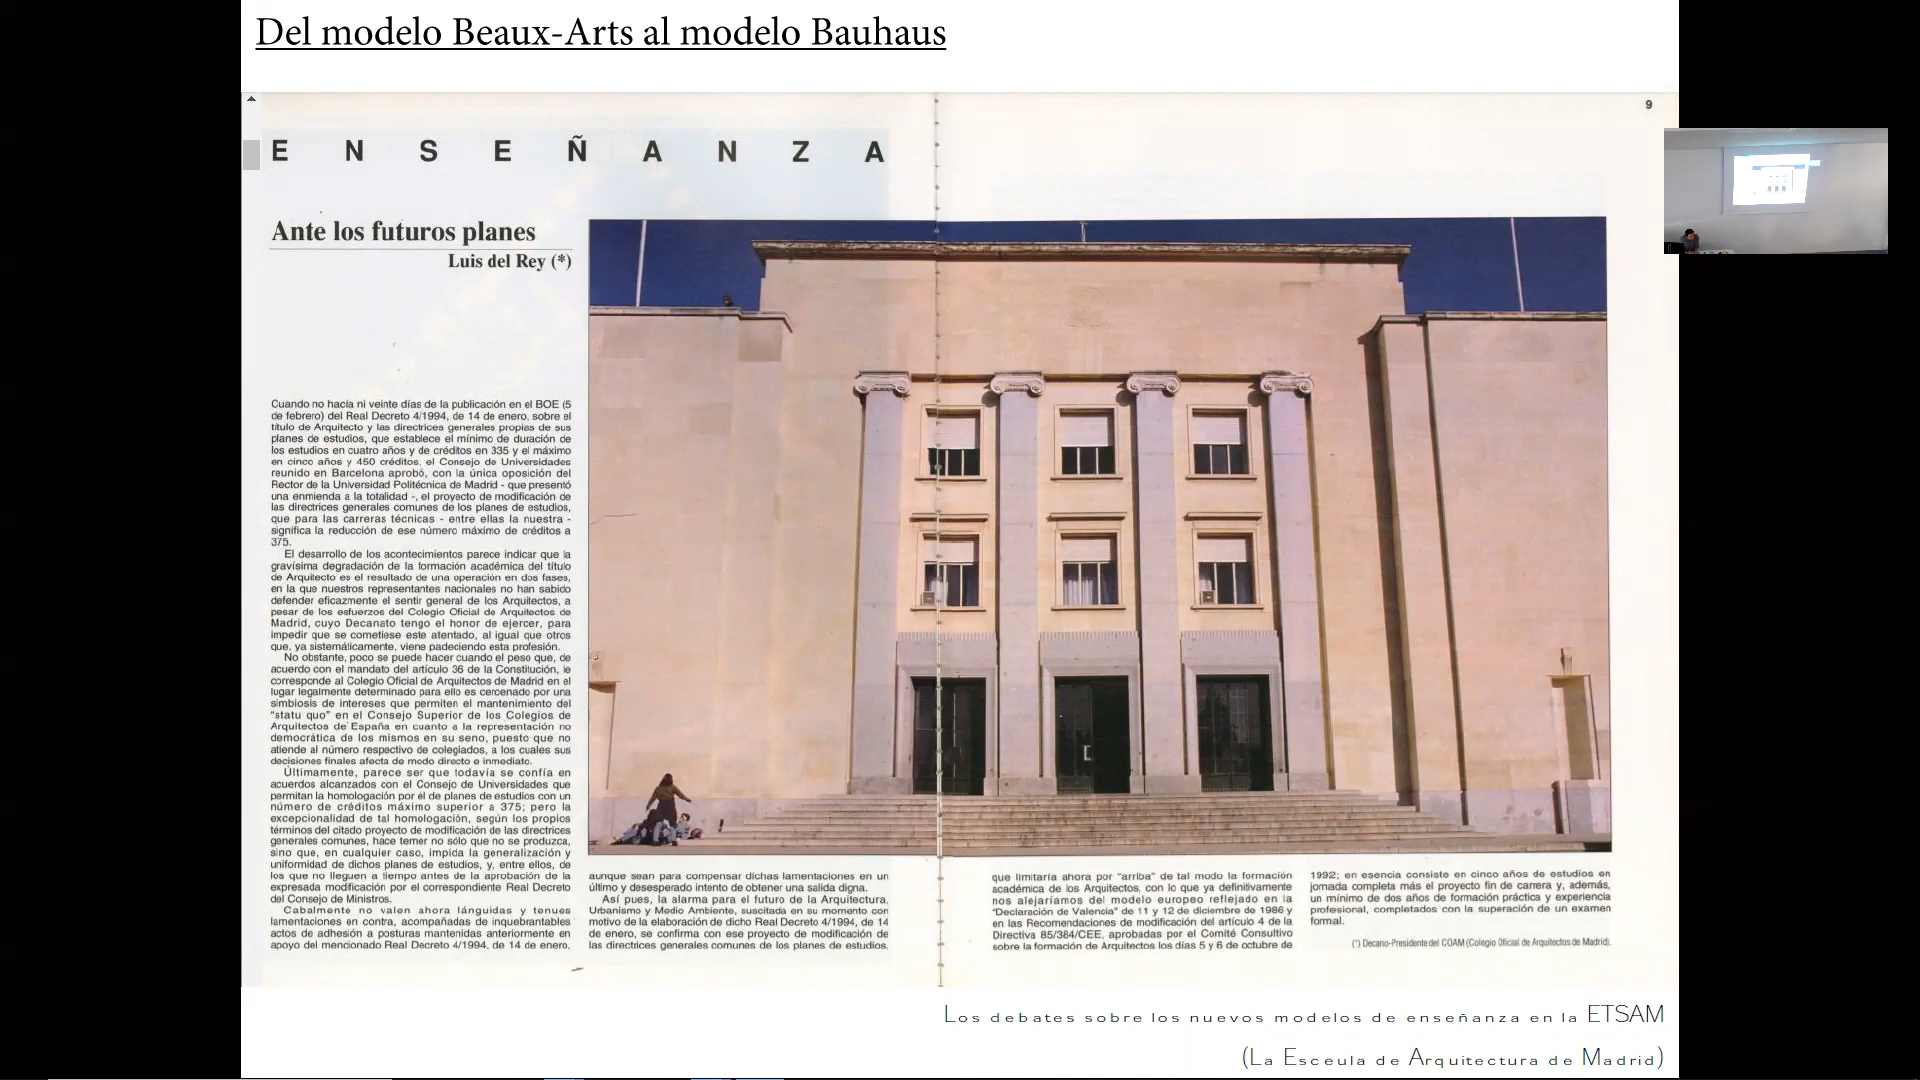 Del modelo Beaux-Arts al modelo Bauhaus
9
ENSEÑANZA
Ante los futuros planes
Luis del Rey (*)
Cuando no hacía ni veinte días de la publicación en el BOE (5
de febrero) del Real Decreto 4/1994, de 14 de enero, sobre el
título de Arquitecto y las directrices generales propias de sus
planes de estudios, que establece el mínimo de duración de
los estudios en cuatro años y de créditos en 335 y el máximo
en cinco años y 450 créditos, el Consejo de Universidades
reunido en Barcelona aprobó, con la única oposición del
Rector de la Universidad Politécnica de Madrid - que presentó
una enmienda a la totalidad -, el proyecto de modificación de
las directrices generales comunes de los planes de estudios,
que para las carreras técnicas - entre ellas la nuestra -
significa la reducción de ese número máximo de créditos a
375.
El desarrollo de los acontecimientos parece indicar que la
gravísima degradación de la formación académica del título
de Arquitecto es el resultado de una operación en dos fases,
en la que nuestros representantes nacionales no han sabido
defender eficazmente el sentir general de los Arquitectos, a
pesar de los esfuerzos del Colegio Oficial de Arquitectos de
Madrid, cuyo Decanato tengo el honor de ejercer, para
impedir que se cometiese este atentado, al igual que otros
que, ya sistemáticamente, viene padeciendo esta profesión.
No obstante, poco se puede hacer cuando el peso que, de
acuerdo con el mandato del artículo 36 de la Constitución, le
corresponde al Colegio Oficial de Arquitectos de Madrid en el
lugar legalmente determinado para ello es cercenado por una
simbiosis de intereses que permiten el mantenimiento del
"statu quo" en el Consejo Superior de los Colegios de
Arquitectos de España en cuanto a la representación no
democrática de los mismos en su seno, puesto que no
atiende al número respectivo de colegiados, a los cuales sus
decisiones finales afecta de modo directo e inmediato.
Últimamente, parece ser que todavía se confía en
acuerdos alcanzados con el Consejo de Universidades que
permitan la homologación por él de planes de estudios con un
número de créditos máximo superior a 375; pero la
excepcionalidad de tal homologación, según los propios
términos del citado proyecto de modificación de las directrices
generales comunes, hace temer no sólo que no se produzca,
sino que, en cualquier caso, impida la generalización y
uniformidad de dichos planes de estudios, y, entre ellos, de
los que no lleguen a tiempo antes de la aprobación de la
expresada modificación por el correspondiente Real Decreto
del Consejo de Ministros.
Cabalmente no valen ahora lánguidas y tenues
lamentaciones en contra, acompañadas de inquebrantables
actos de adhesión a posturas mantenidas anteriormente en
apoyo del mencionado Real Decreto 4/1994, de 14 de enero,
aunque sean para compensar dichas lamentaciones en un
último y desesperado intento de obtener una salida digna.
Así pues, la alarma para el futuro de la Arquitectura,
Urbanismo y Medio Ambiente, suscitada en su momento con
motivo de la elaboración de dicho Real Decreto 4/1994, de 14
de enero, se confirma con ese proyecto de modificación de
las directrices generales comunes de los planes de estudios,
que limitaría ahora por "arriba" de tal modo la formación
académica de los Arquitectos, con lo que ya definitivamente
nos alejaríamos del modelo europeo reflejado en la
"Declaración de Valencia" de 11 y 12 de diciembre de 1986 y
en las Recomendaciones de modificación del artículo 4 de la
Directiva 85/384/CEE, aprobadas por el Comité Consultivo
sobre la formación de Arquitectos los días 5 y 6 de octubre de
1992; en esencia consiste en cinco años de estudios en
jornada completa más el proyecto fin de carrera y, además,
un mínimo de dos años de formación práctica y experiencia
profesional, completados con la superación de un examen
formal.
(*) Decano-Presidente del COAM (Colegio Oficial de Arquitectos de Madrid).
Los debates sobre los nuevos modelos de enseñanza en la ETSAM
(La Esceula de Arquitectura de Madrid)